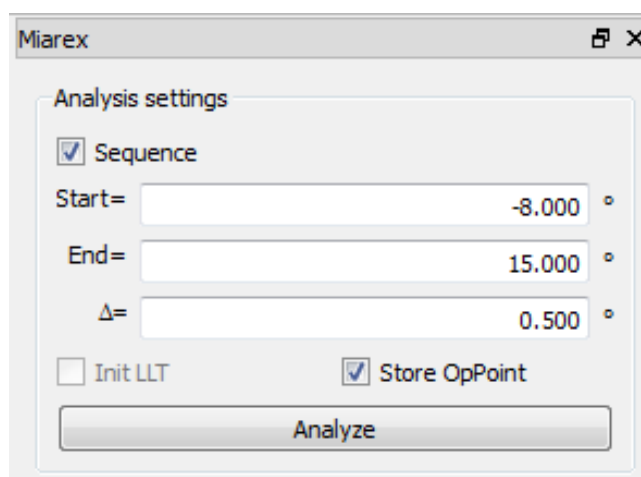 Miarex
Analysis settings
Sequence
Start= -8.000 °
End= 15.000 °
Δ= 0.500 °
Init LLT Store OpPoint
Analyze